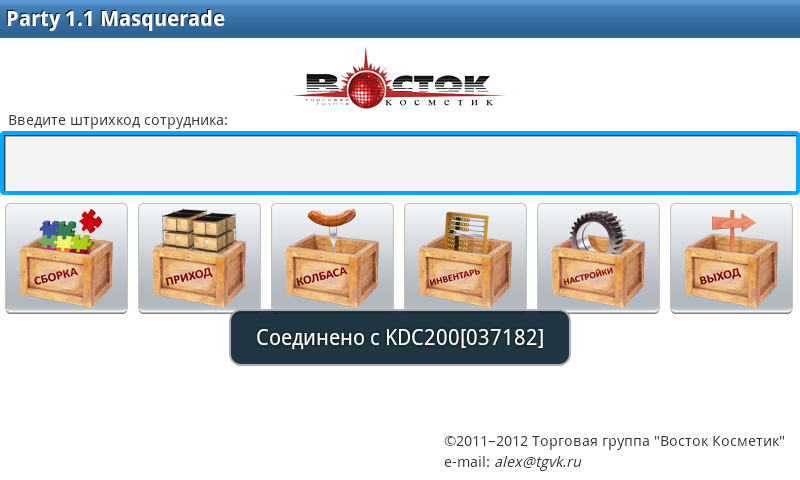 Party 1.1 Masquerade
ВОСТОК
торговая группа
косметик
Введите штрихкод сотрудника:
СБОРКА
ПРИХОД
КОЛБАСА
ИНВЕНТАРЬ
НАСТРОЙКИ
ВЫХОД
Соединено с KDC200[037182]
©2011–2012 Торговая группа "Восток Косметик"
e-mail: alex@tgvk.ru